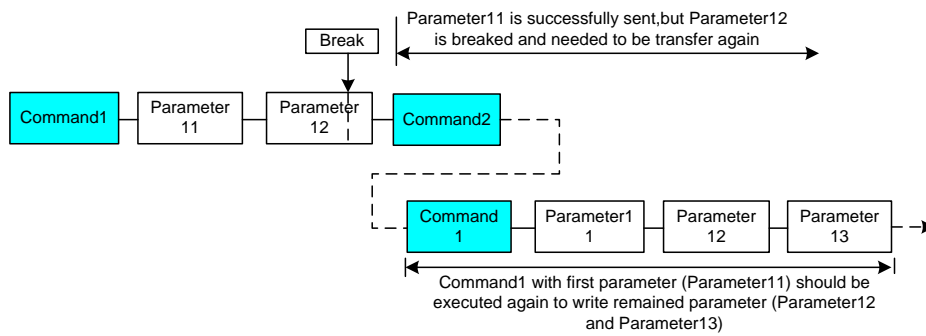 Parameter11 is successfully sent,but Parameter12
is breaked and needed to be transfer again
Break
Command1
Parameter
11
Parameter
12
Command2
Command
1
Parameter1
1
Parameter
12
Parameter
13
Command1 with first parameter (Parameter11) should be
executed again to write remained parameter (Parameter12
and Parameter13)